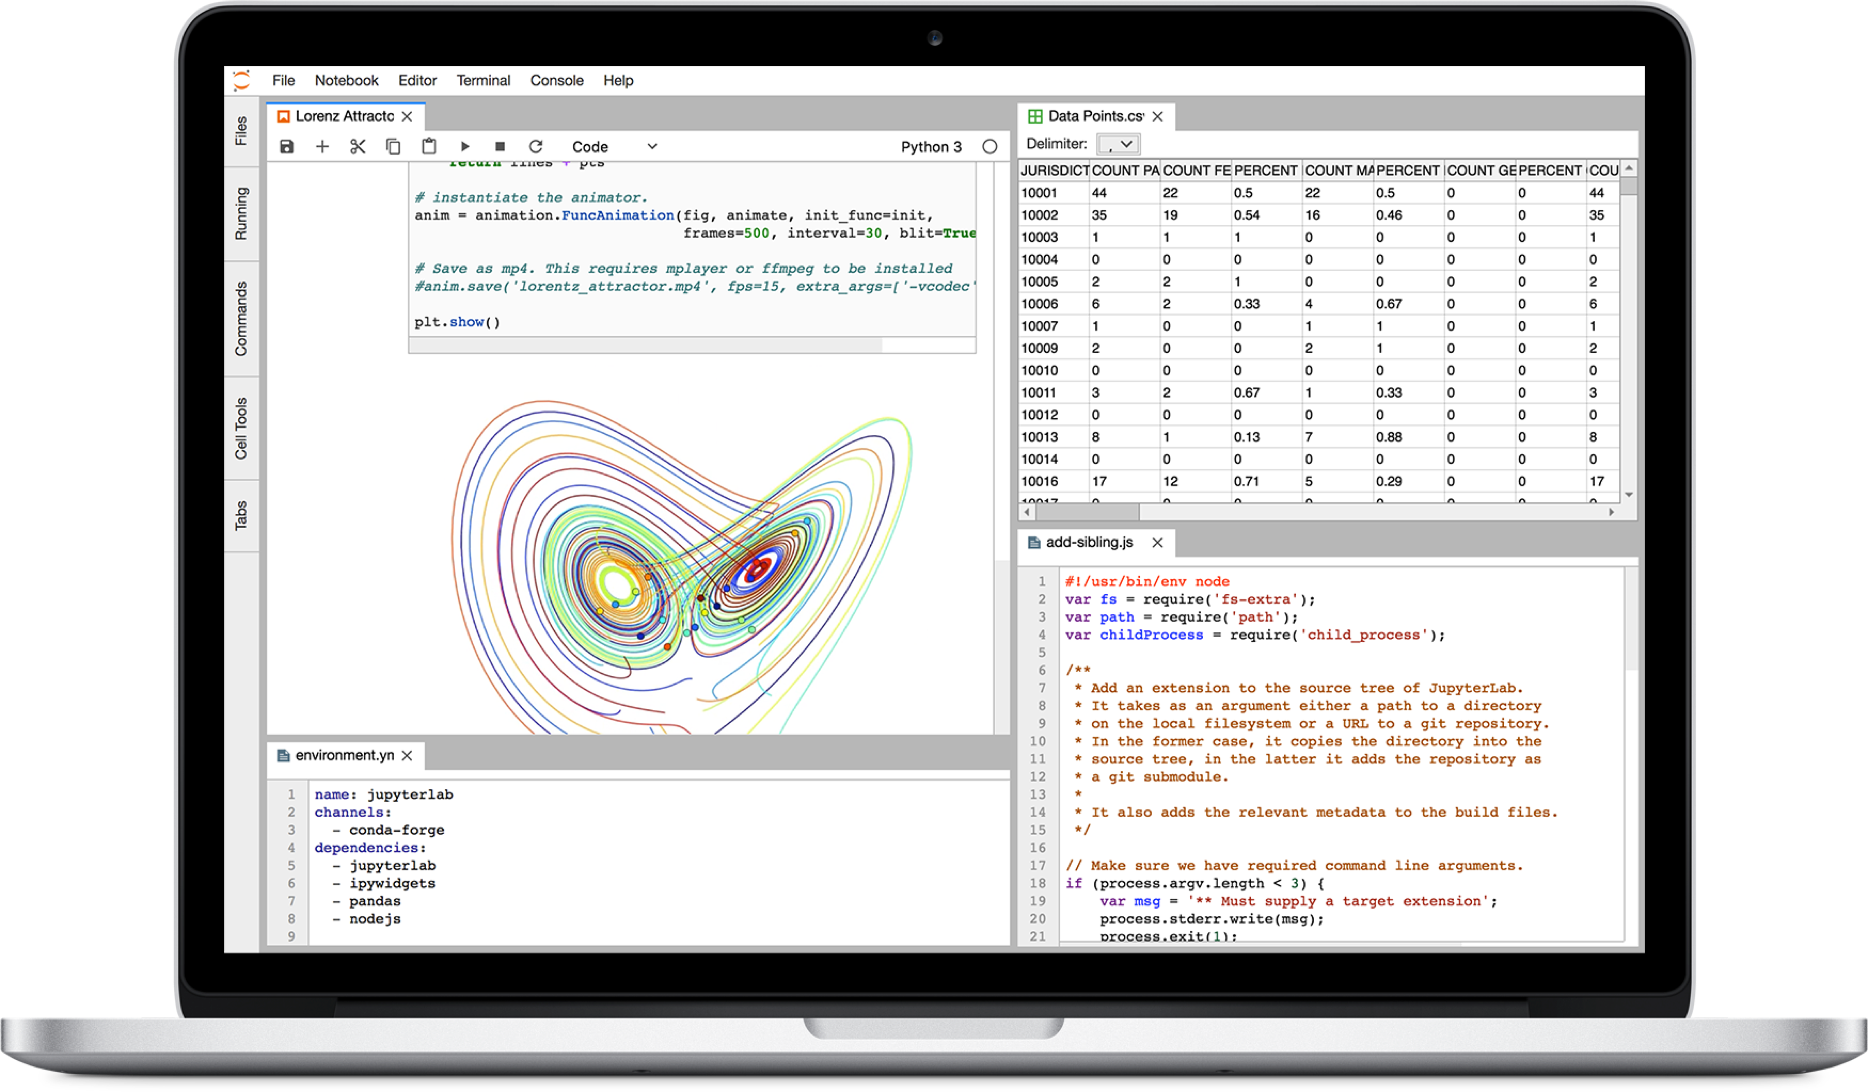 File Notebook Editor Terminal Console Help
Files
Running
Commands
Cell Tools
Tabs
Lorenz Attractc
Code
Python 3
return lines + pts
# instantiate the animator.
anim = animation.FuncAnimation(fig, animate, init_func=init,
frames=500, interval=30, blit=True
# Save as mp4. This requires mplayer or ffmpeg to be installed
#anim.save('lorentz_attractor.mp4', fps=15, extra_args=['-vcodec'
plt.show()
environment.yn
1 name: jupyterlab
2 channels:
3 - conda-forge
4 dependencies:
5 - jupyterlab
6 - ipywidgets
7 - pandas
8 - nodejs
9
Data Points.cs
Delimiter: ,
JURISDICT COUNT PA COUNT FE PERCENT COUNT MA PERCENT COUNT GE PERCENT COU
10001 44 22 0.5 22 0.5 0 0 44
10002 35 19 0.54 16 0.46 0 0 35
10003 1 1 1 0 0 0 0 1
10004 0 0 0 0 0 0 0 0
10005 2 2 1 0 0 0 0 2
10006 6 2 0.33 4 0.67 0 0 6
10007 1 0 0 1 1 0 0 1
10009 2 0 0 2 1 0 0 2
10010 0 0 0 0 0 0 0 0
10011 3 2 0.67 1 0.33 0 0 3
10012 0 0 0 0 0 0 0 0
10013 8 1 0.13 7 0.88 0 0 8
10014 0 0 0 0 0 0 0 0
10016 17 12 0.71 5 0.29 0 0 17
add-sibling.js
1 #!/usr/bin/env node
2 var fs = require('fs-extra');
3 var path = require('path');
4 var childProcess = require('child_process');
5
6 /**
7 * Add an extension to the source tree of JupyterLab.
8 * It takes as an argument either a path to a directory
9 * on the local filesystem or a URL to a git repository.
10 * In the former case, it copies the directory into the
11 * source tree, in the latter it adds the repository as
12 * a git submodule.
13 *
14 * It also adds the relevant metadata to the build files.
15 */
16
17 // Make sure we have required command line arguments.
18 if (process.argv.length < 3) {
19 var msg = '** Must supply a target extension';
20 process.stderr.write(msg);
21 process.exit(1);